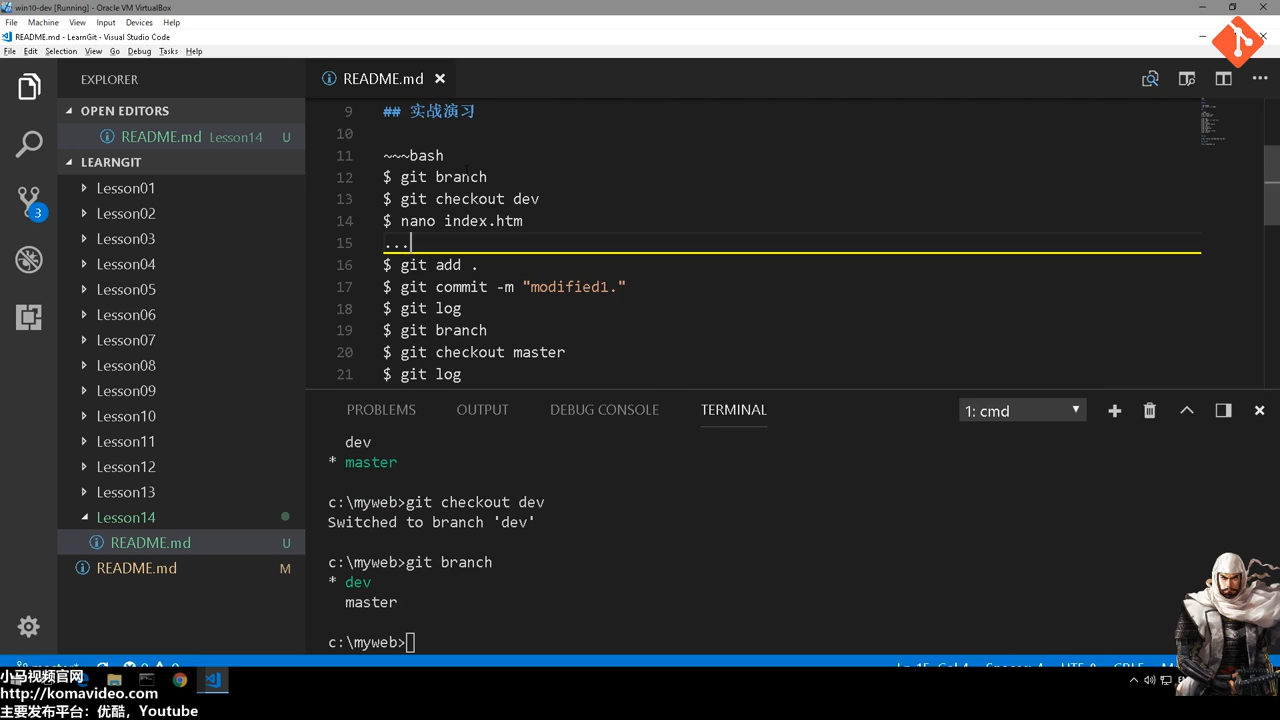 win10-dev [Running] - Oracle VM VirtualBox
File Machine View Input Devices Help
README.md - LearnGit - Visual Studio Code
File Edit Selection View Go Debug Tasks Help
EXPLORER
OPEN EDITORS
README.md Lesson14 U
LEARNGIT
Lesson01
Lesson02
Lesson03
Lesson04
Lesson05
Lesson06
Lesson07
Lesson08
Lesson09
Lesson10
Lesson11
Lesson12
Lesson13
Lesson14
README.md U
README.md M
3
README.md
9 ## 实战演习
10
11 ~~~bash
12 $ git branch
13 $ git checkout dev
14 $ nano index.htm
15 ...
16 $ git add .
17 $ git commit -m "modified1."
18 $ git log
19 $ git branch
20 $ git checkout master
21 $ git log
PROBLEMS OUTPUT DEBUG CONSOLE TERMINAL 1: cmd
dev
* master
c:\myweb>git checkout dev
Switched to branch 'dev'
c:\myweb>git branch
* dev
master
c:\myweb>
小马视频官网
http://komavideo.com
主要发布平台：优酷，Youtube